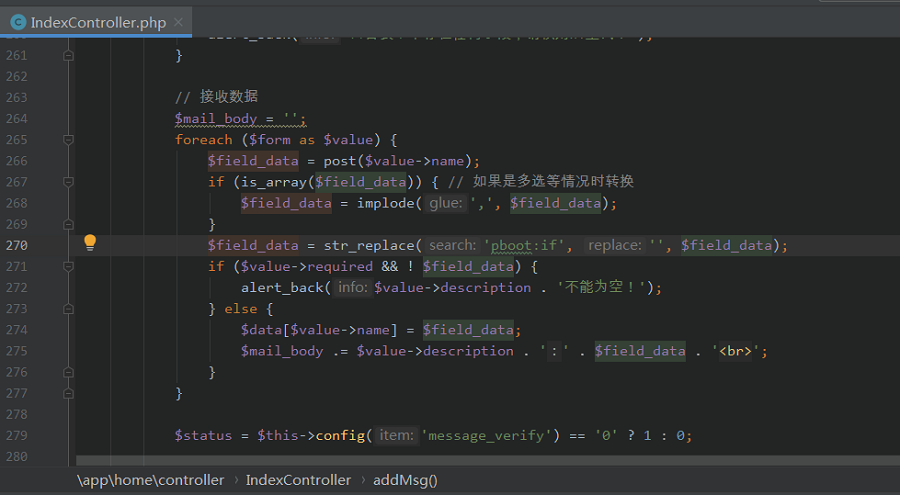 IndexController.php
261 }
262
263 // 接收数据
264 $mail_body = '';
265 foreach ($form as $value) {
266 $field_data = post($value->name);
267 if (is_array($field_data)) { // 如果是多选等情况时转换
268 $field_data = implode( glue: ',', $field_data);
269 }
270 $field_data = str_replace( search: 'pboot:if', replace: '', $field_data);
271 if ($value->required && ! $field_data) {
272 alert_back( info: $value->description . '不能为空！');
273 } else {
274 $data[$value->name] = $field_data;
275 $mail_body .= $value->description . '：' . $field_data . '<br>';
276 }
277 }
278
279 $status = $this->config( item: 'message_verify') == '0' ? 1 : 0;
280
\app\home\controller › IndexController › addMsg()